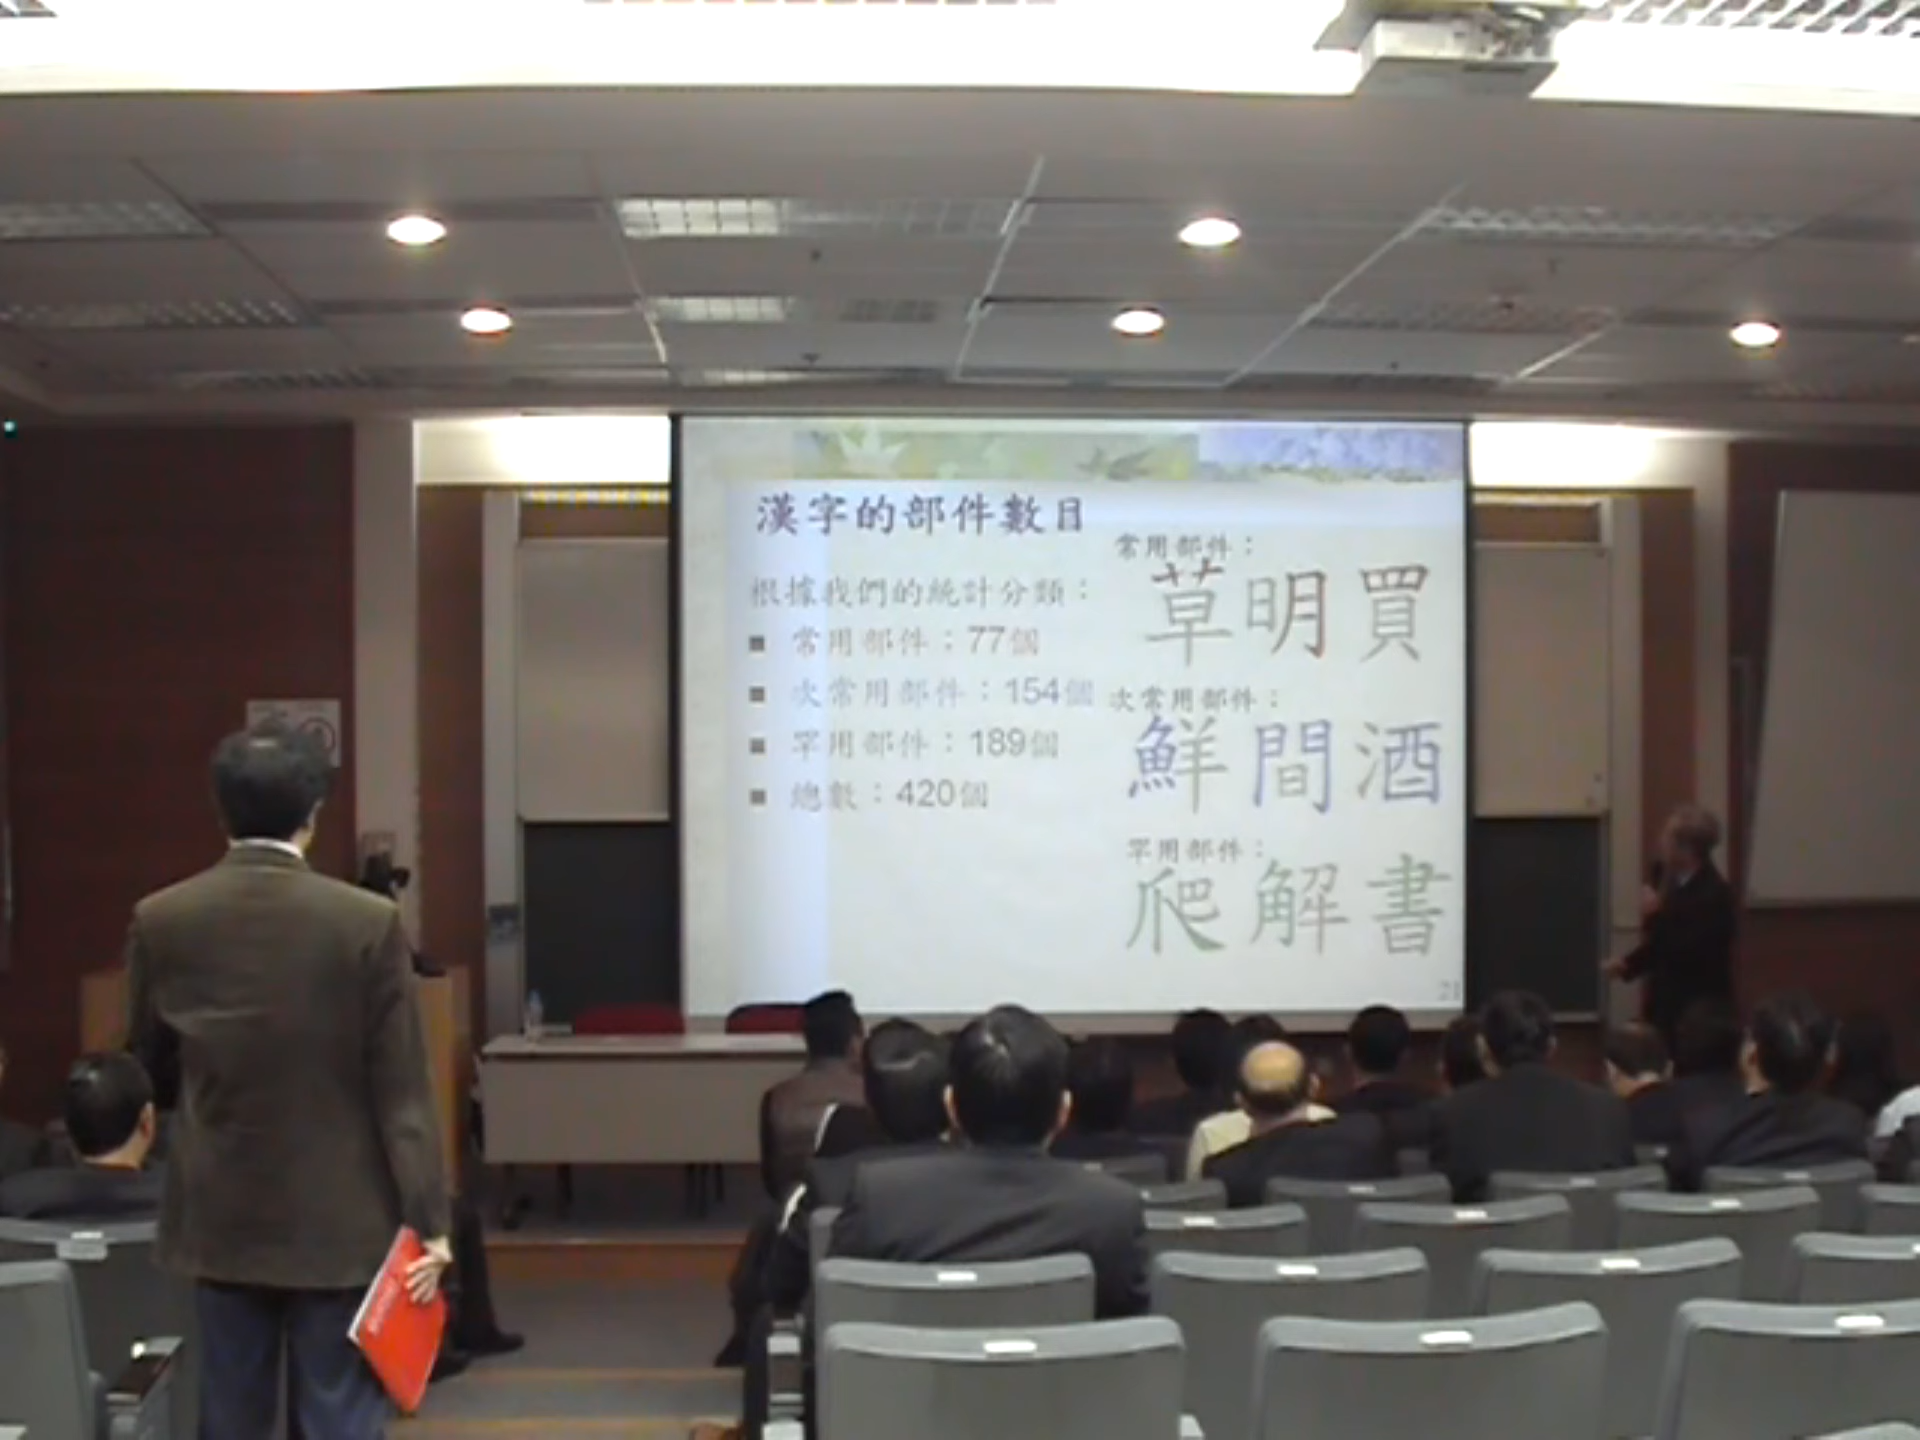 漢字的部件數目
根據我們的統計分類：
■ 常用部件：77個
■ 次常用部件：154個
■ 罕用部件：189個
■ 總數：420個
常用部件：
草明買
次常用部件：
鮮間酒
罕用部件：
爬解書
21